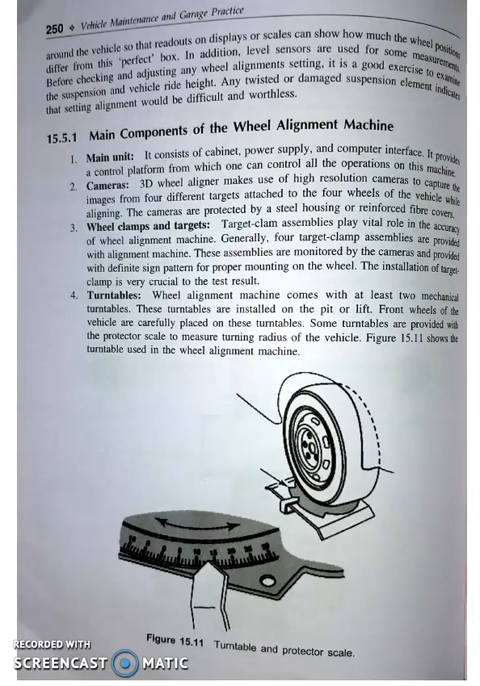 250 ❖ Vehicle Maintenance and Garage Practice
around the vehicle so that readouts on displays or scales can show how much the wheel positions
differ from this 'perfect' box. In addition, level sensors are used for some measurements.
Before checking and adjusting any wheel alignments setting, it is a good exercise to examine
the suspension and vehicle ride height. Any twisted or damaged suspension element indicates
that setting alignment would be difficult and worthless.
15.5.1 Main Components of the Wheel Alignment Machine
1. Main unit: It consists of cabinet, power supply, and computer interface. It provides
a control platform from which one can control all the operations on this machine.
2. Cameras: 3D wheel aligner makes use of high resolution cameras to capture the
images from four different targets attached to the four wheels of the vehicle while
aligning. The cameras are protected by a steel housing or reinforced fibre covers.
3. Wheel clamps and targets: Target-clam assemblies play vital role in the accuracy
of wheel alignment machine. Generally, four target-clamp assemblies are provided
with alignment machine. These assemblies are monitored by the cameras and provided
with definite sign pattern for proper mounting on the wheel. The installation of target-
clamp is very crucial to the test result.
4. Turntables: Wheel alignment machine comes with at least two mechanical
turntables. These turntables are installed on the pit or lift. Front wheels of the
vehicle are carefully placed on these turntables. Some turntables are provided with
the protector scale to measure turning radius of the vehicle. Figure 15.11 shows the
turntable used in the wheel alignment machine.
Figure 15.11 Turntable and protector scale.
RECORDED WITH
SCREENCAST MATIC